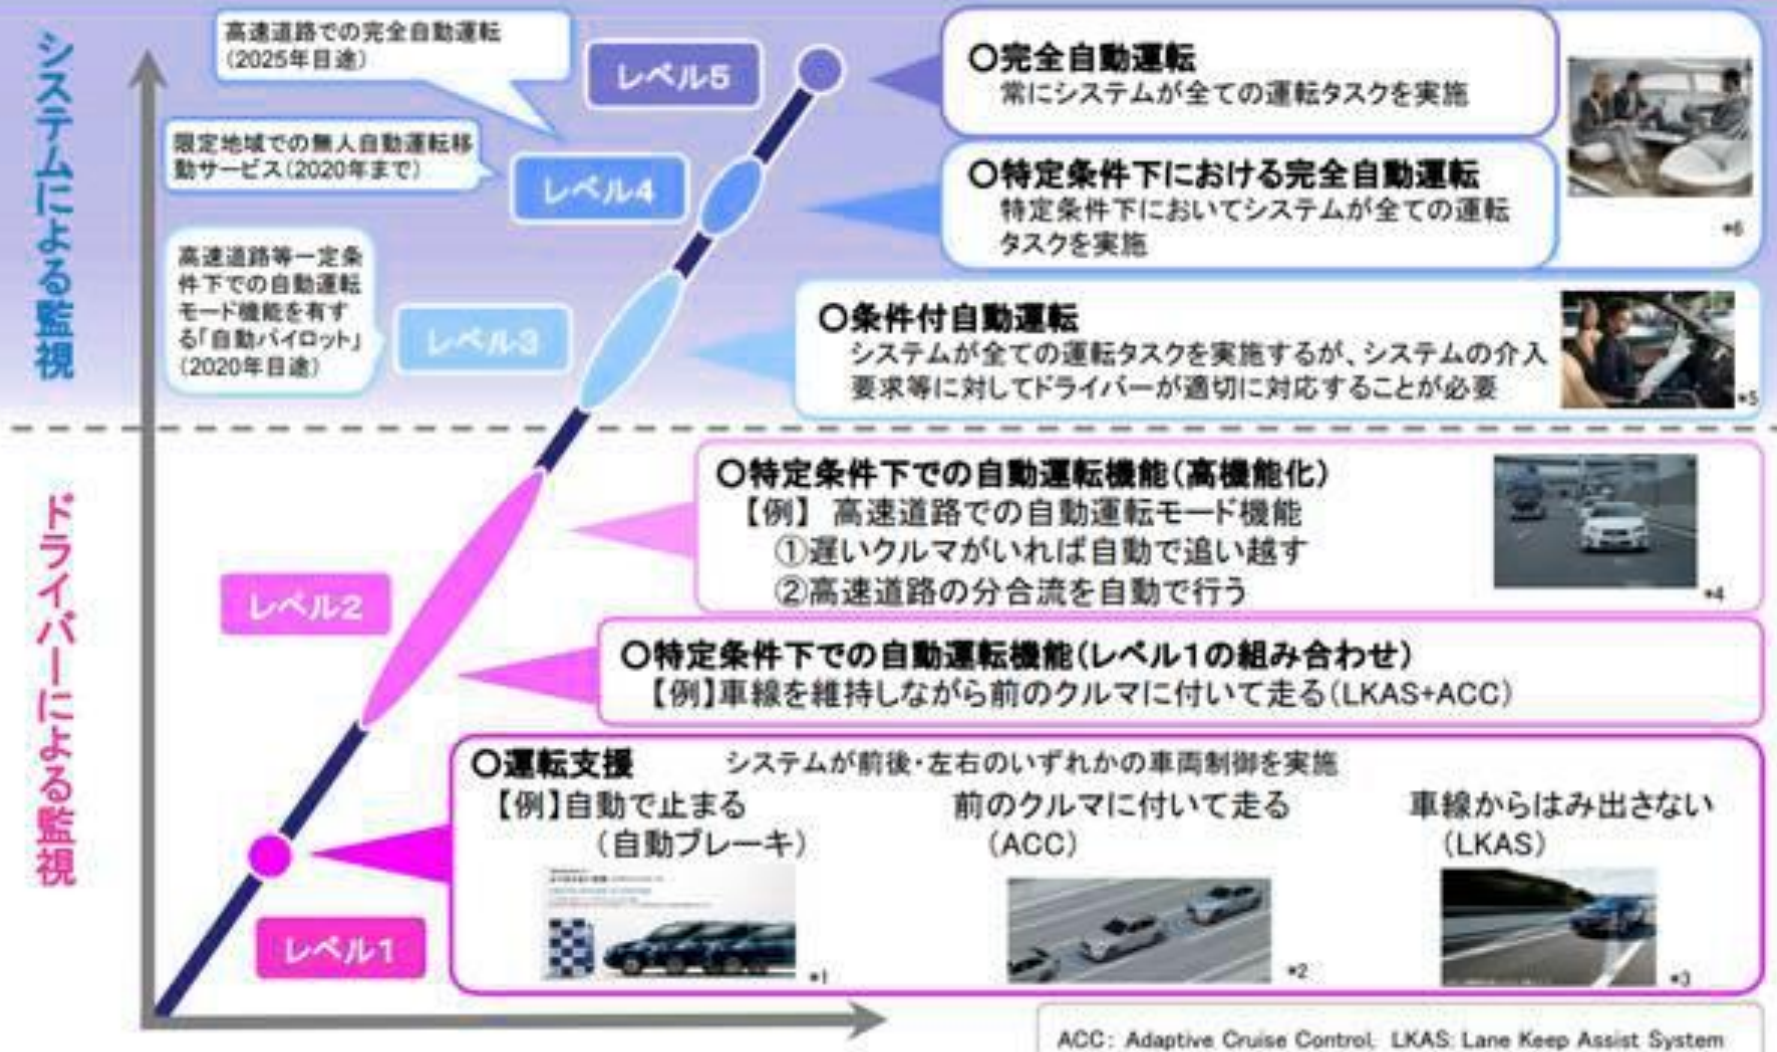 システムによる監視
高速道路での完全自動運転
(2025年目途)
レベル5
〇完全自動運転
常にシステムが全ての運転タスクを実施
限定地域での無人自動運転移
動サービス(2020年まで)
レベル4
〇特定条件下における完全自動運転
特定条件下においてシステムが全ての運転
タスクを実施
*6
高速道路等一定条
件下での自動運転
モード機能を有す
る「自動パイロット」
(2020年目途)
レベル3
〇条件付自動運転
システムが全ての運転タスクを実施するが、システムの介入
要求等に対してドライバーが適切に対応することが必要
*5
ドライバーによる監視
〇特定条件下での自動運転機能(高機能化)
【例】 高速道路での自動運転モード機能
①遅いクルマがいれば自動で追い越す
②高速道路の分合流を自動で行う
*4
レベル2
〇特定条件下での自動運転機能(レベル1の組み合わせ)
【例】車線を維持しながら前のクルマに付いて走る(LKAS+ACC)
〇運転支援 システムが前後・左右のいずれかの車両制御を実施
【例】自動で止まる 前のクルマに付いて走る 車線からはみ出さない
(自動ブレーキ) (ACC) (LKAS)
レベル1
*1 *2 *3
ACC: Adaptive Cruise Control, LKAS: Lane Keep Assist System